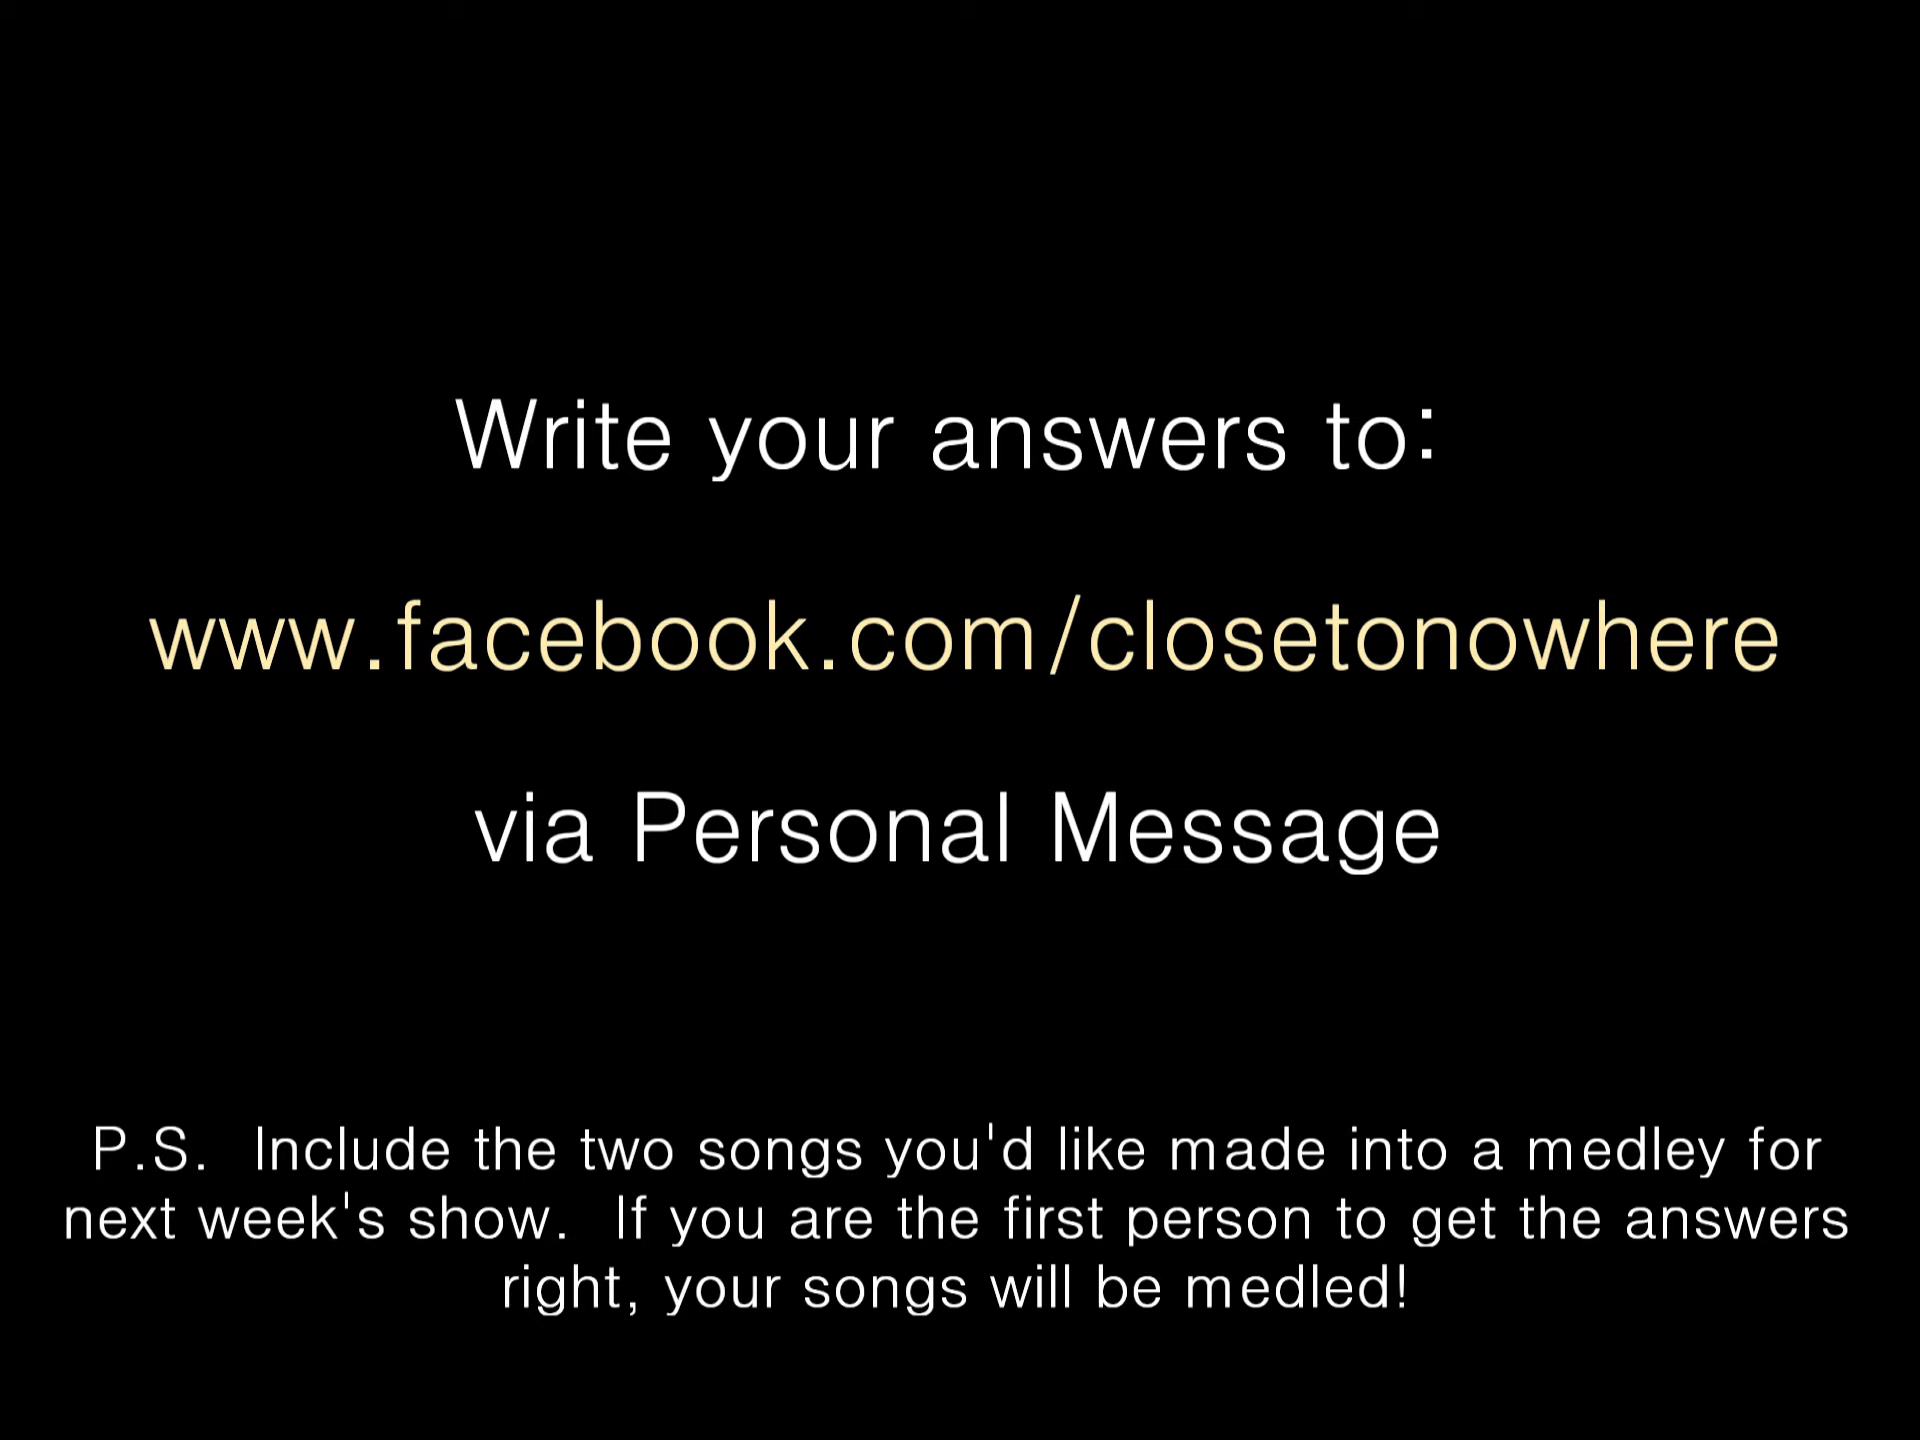 Write your answers to:
www.facebook.com/closetonowhere
via Personal Message
P.S.  Include the two songs you'd like made into a medley for
next week's show.  If you are the first person to get the answers
right, your songs will be medled!